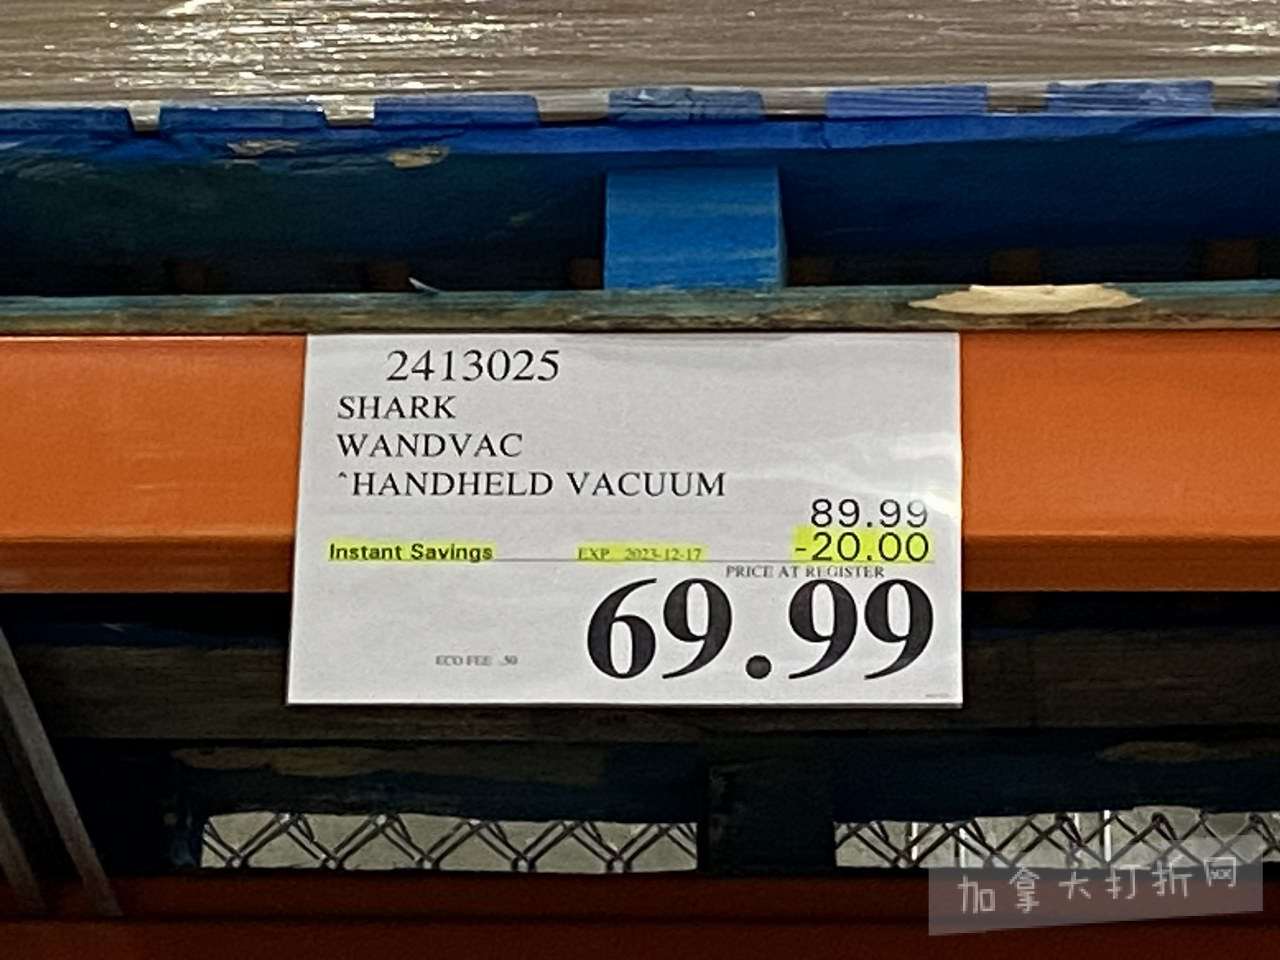 2413025
SHARK
WANDVAC
^HANDHELD VACUUM
89.99
Instant Savings EXP. 2023-12-17 -20.00
PRICE AT REGISTER
69.99
ECO FEE .50
加拿大打折网